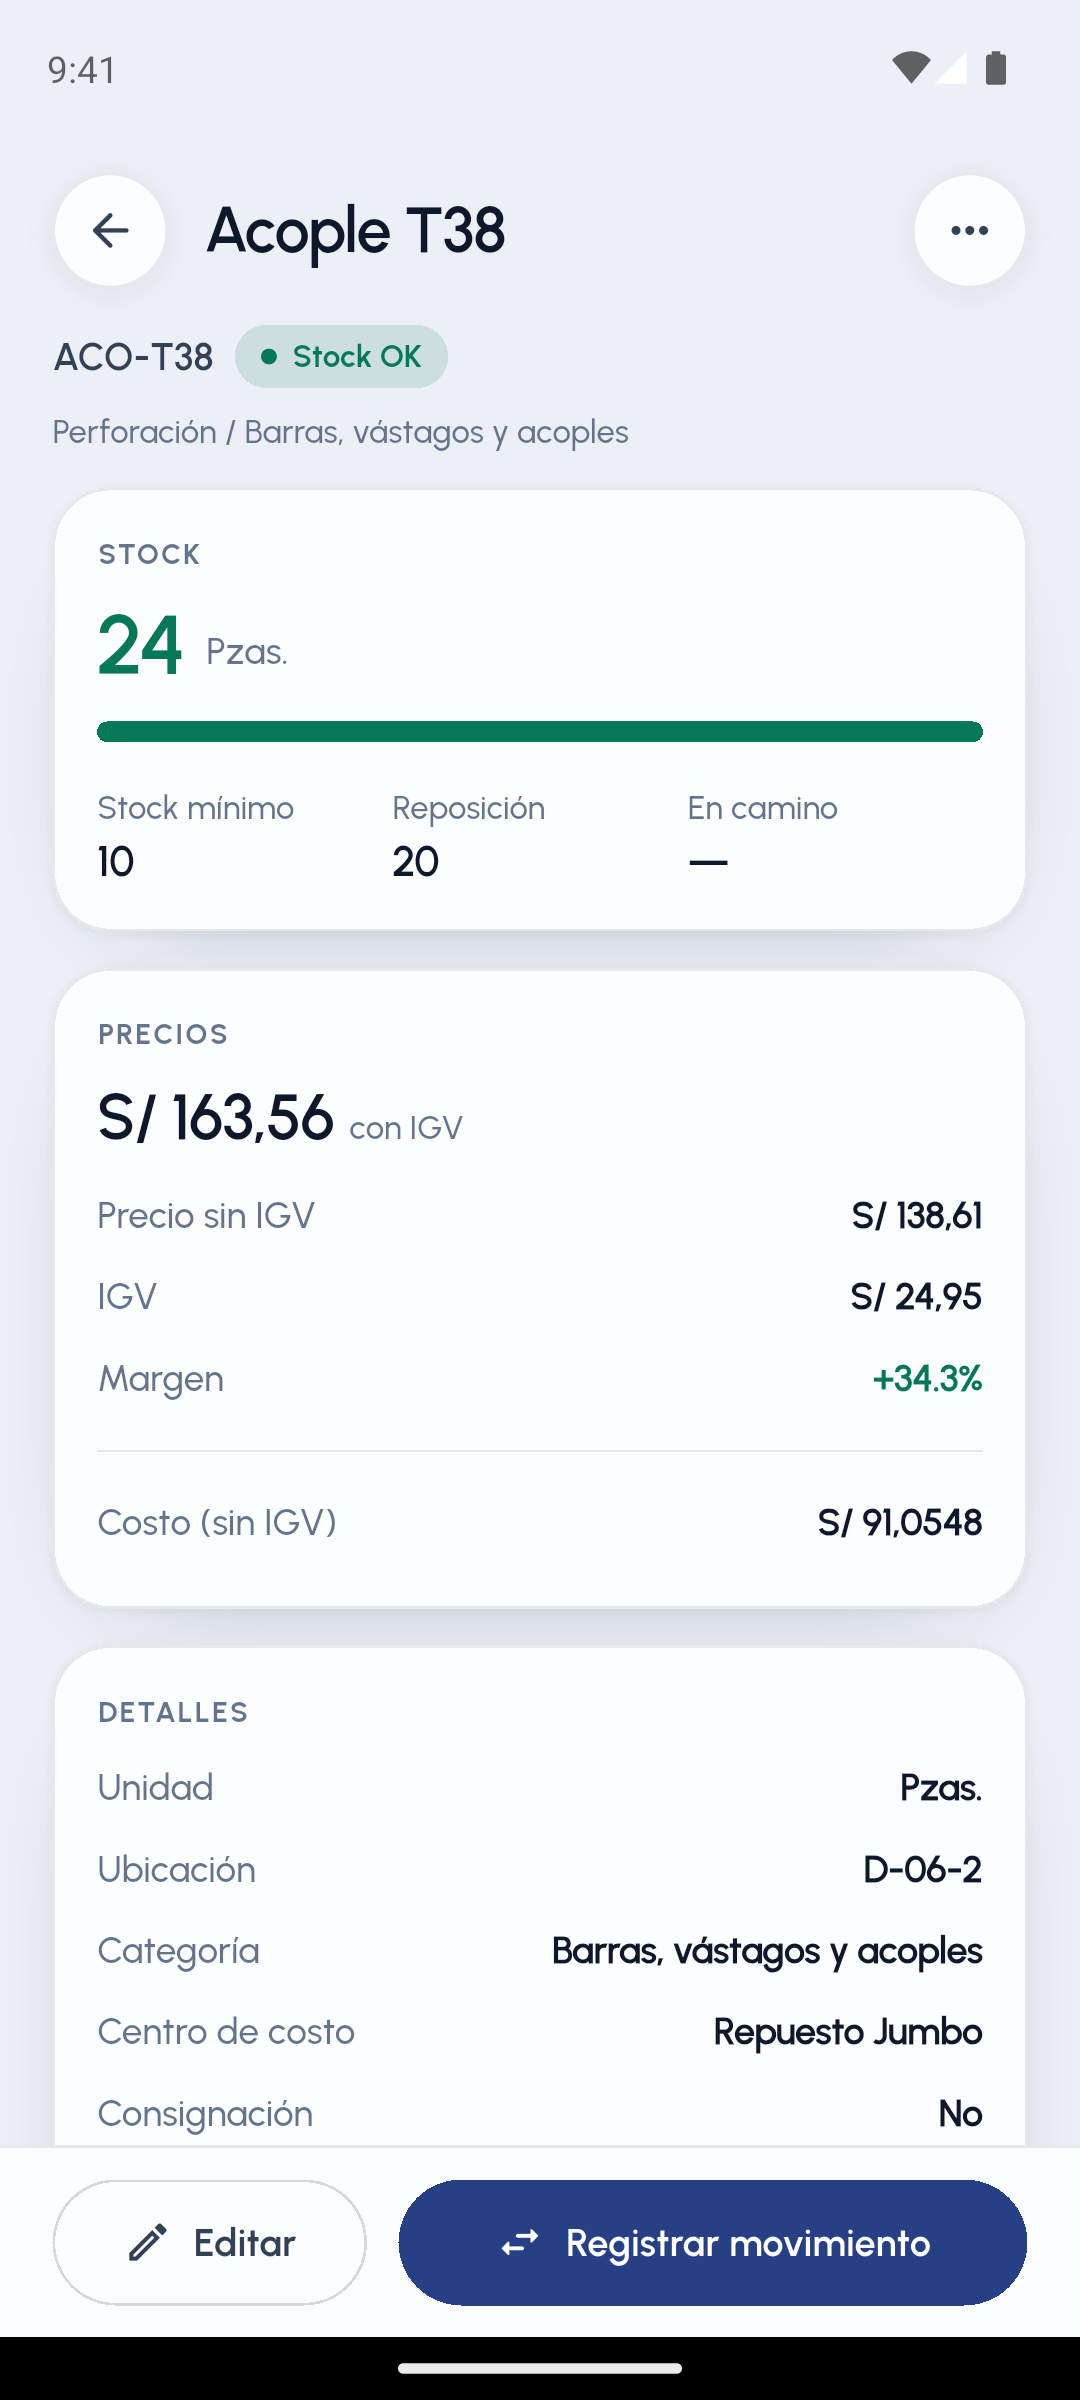 9:41
Acople T38
ACO-T38 Stock OK
Perforación / Barras, vástagos y acoples
STOCK
24 Pzas.
Stock mínimo Reposición En camino
10 20 —
PRECIOS
S/ 163,56 con IGV
Precio sin IGV S/ 138,61
IGV S/ 24,95
Margen +34.3%
Costo (sin IGV) S/ 91,0548
DETALLES
Unidad Pzas.
Ubicación D-06-2
Categoría Barras, vástagos y acoples
Centro de costo Repuesto Jumbo
Consignación No
Editar Registrar movimiento